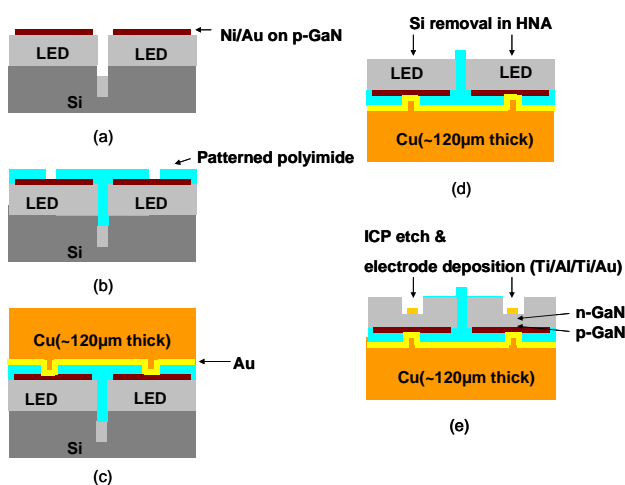 Ni/Au on p-GaN
LED
LED
Si
(a)
Patterned polyimide
LED
LED
Si
(b)
Cu(~120µm thick)
Au
LED
LED
Si
(c)
Si removal in HNA
LED
LED
Cu(~120µm thick)
(d)
ICP etch &
electrode deposition (Ti/Al/Ti/Au)
n-GaN
p-GaN
Cu(~120µm thick)
(e)